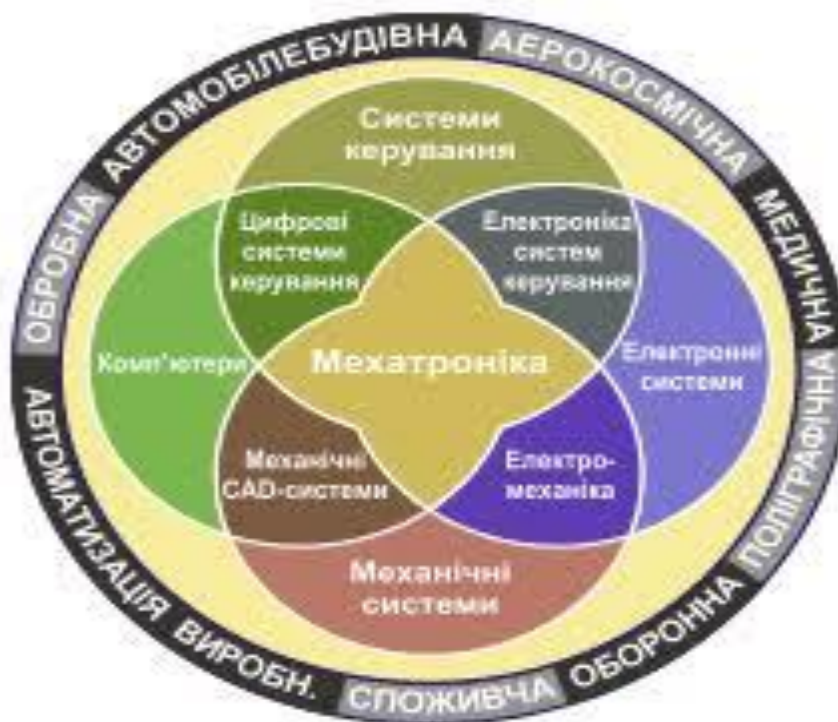 ОБРОБНА
АВТОМОБІЛЕБУДІВНА
АЕРОКОСМІЧНА
МЕДИЧНА
ПОЛІГРАФІЧНА
ОБОРОННА
СПОЖИВЧА
АВТОМАТИЗАЦІЯ ВИРОБН.
Системи
керування
Цифрові
системи
керування
Електроніка
систем
керування
Комп'ютери
Мехатроніка
Електронні
системи
Механічні
CAD-системи
Електро-
механіка
Механічні
системи